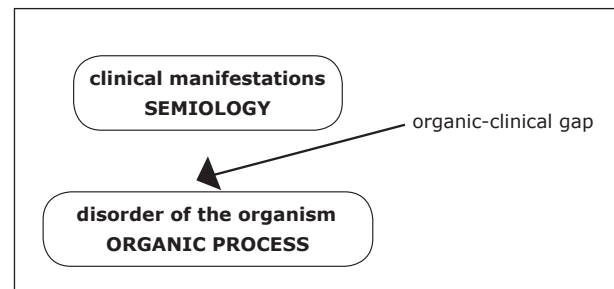 clinical manifestations
SEMIOLOGY
organic-clinical gap
disorder of the organism
ORGANIC PROCESS